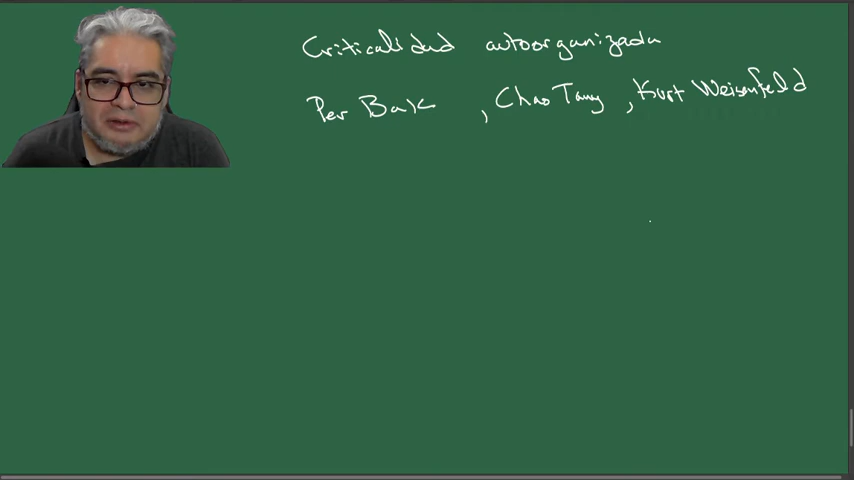 Criticalidad autoorganizada
Per Bak , Chao Tang , Kurt Weisenfeld